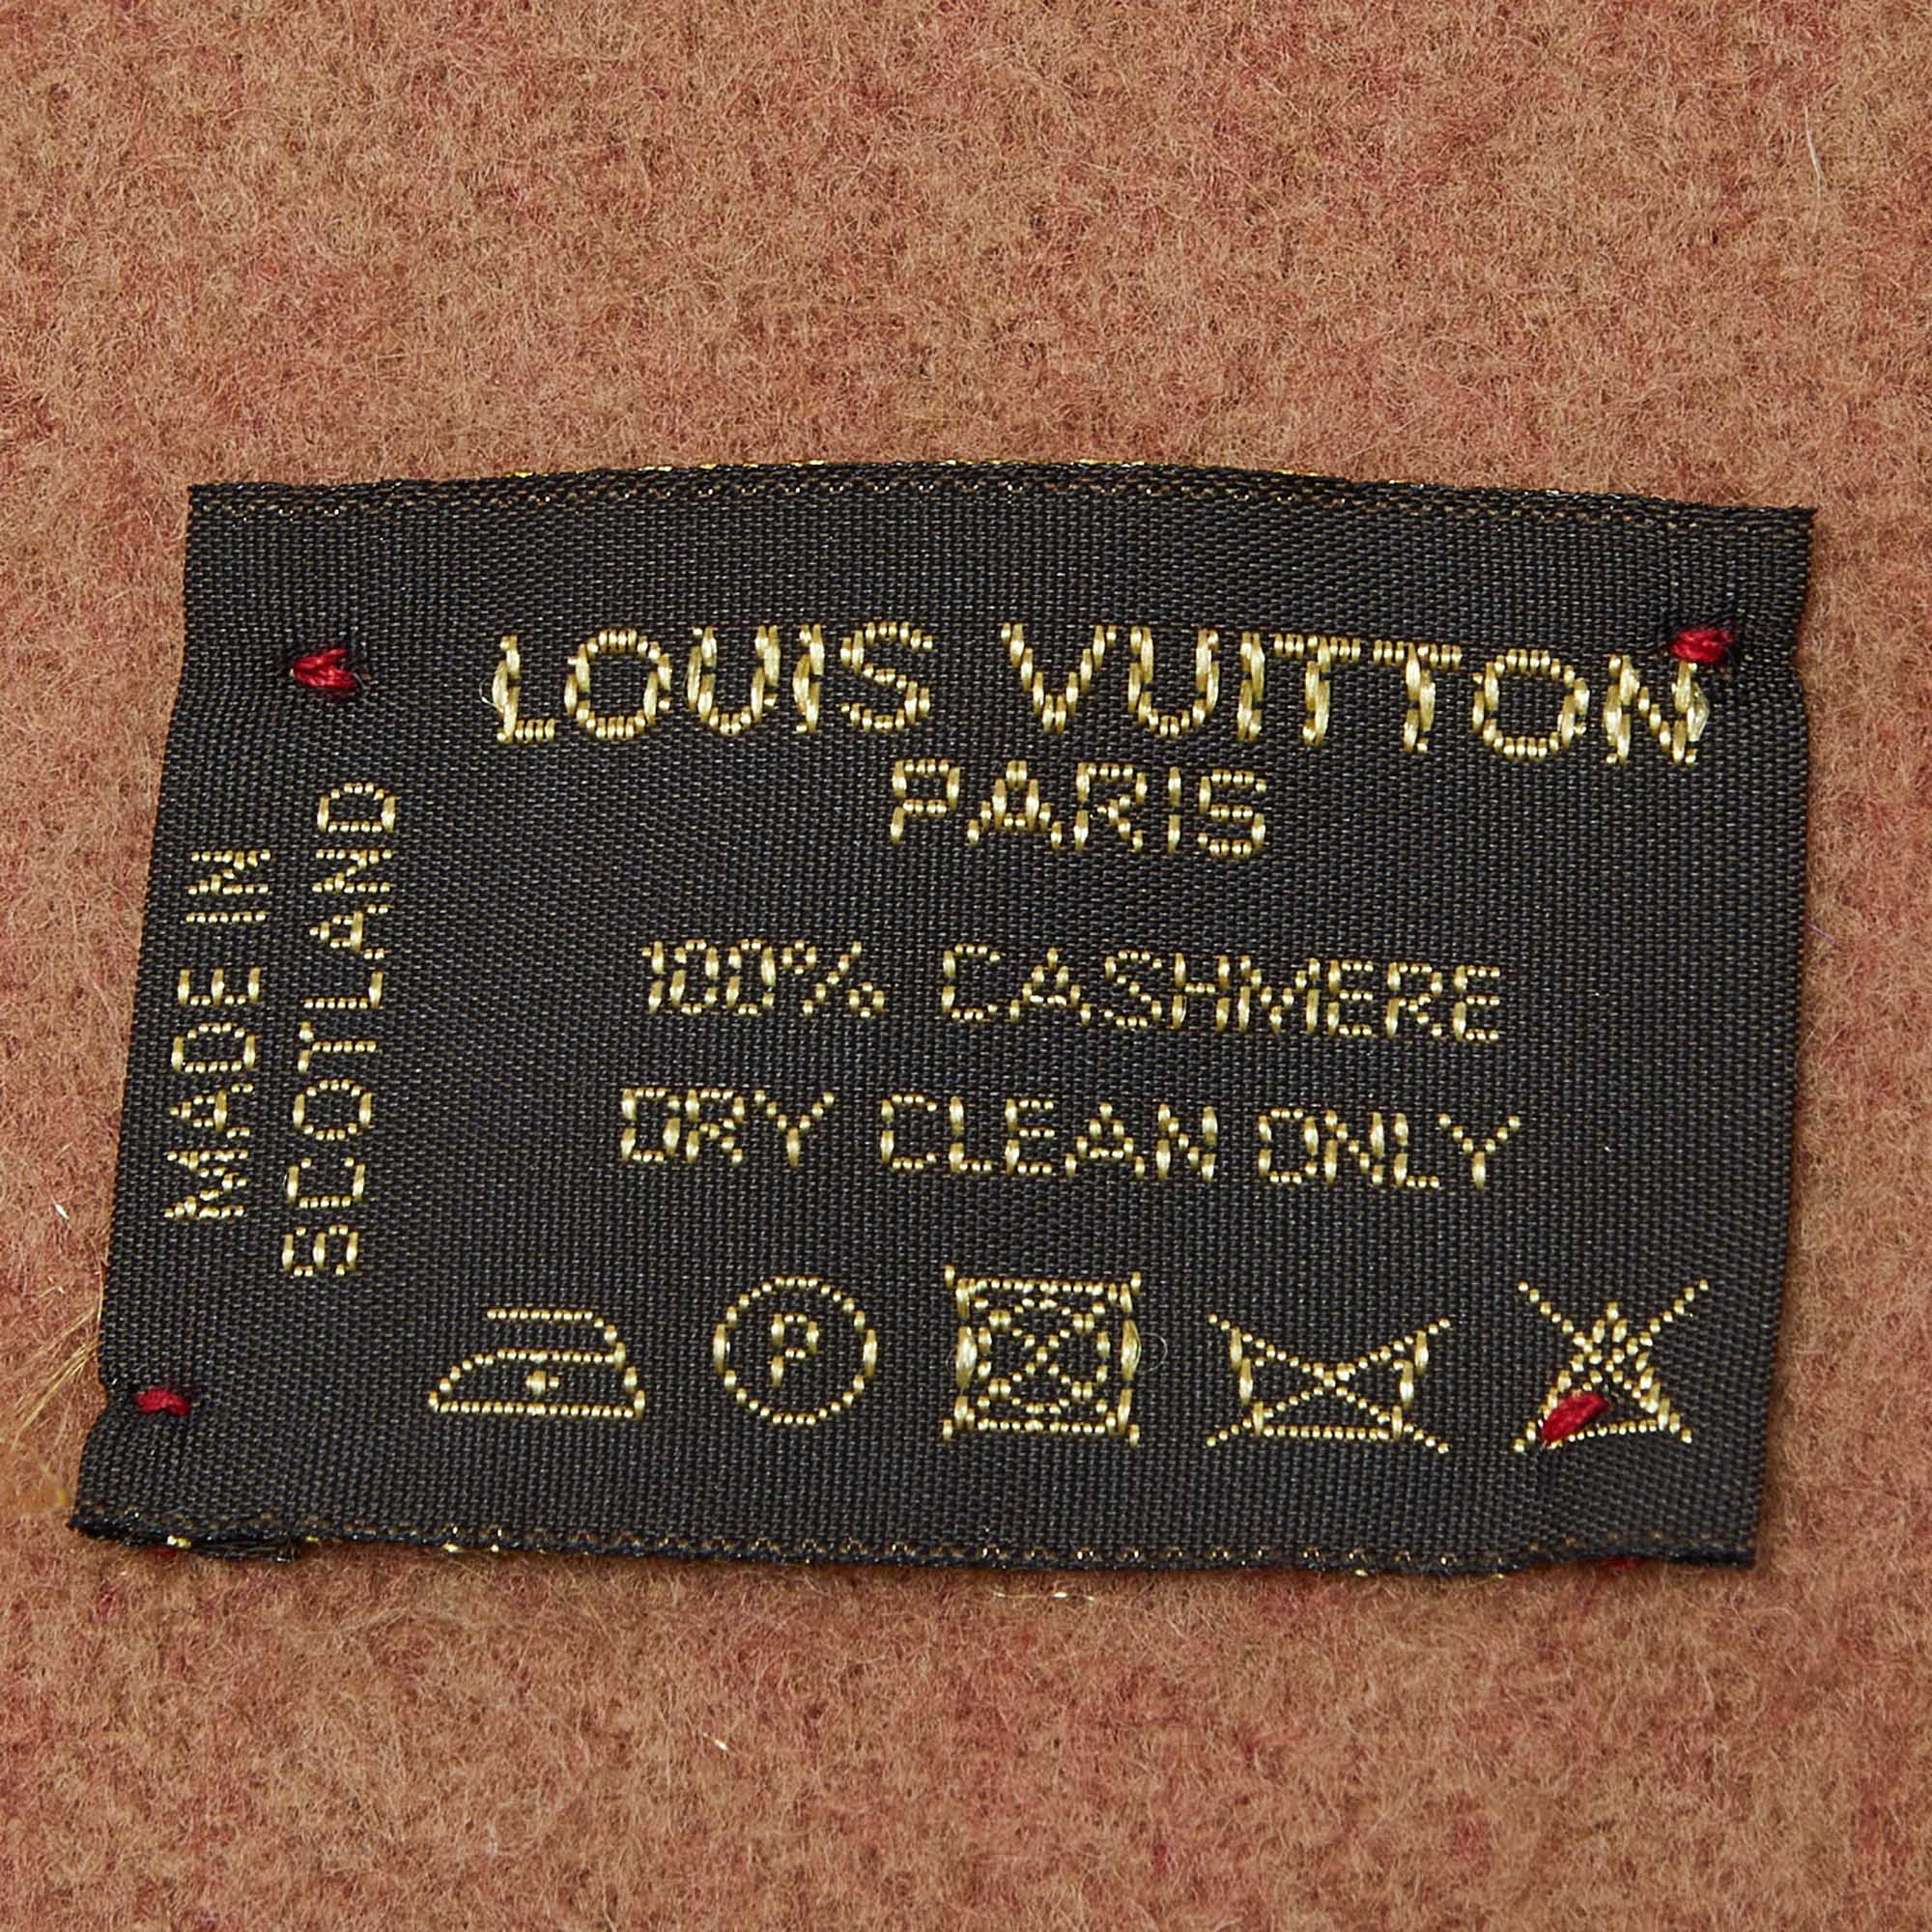 LOUIS VUITTON
PARIS
100% CASHMERE
DRY CLEAN ONLY
P
MADE IN
SCOTLAND